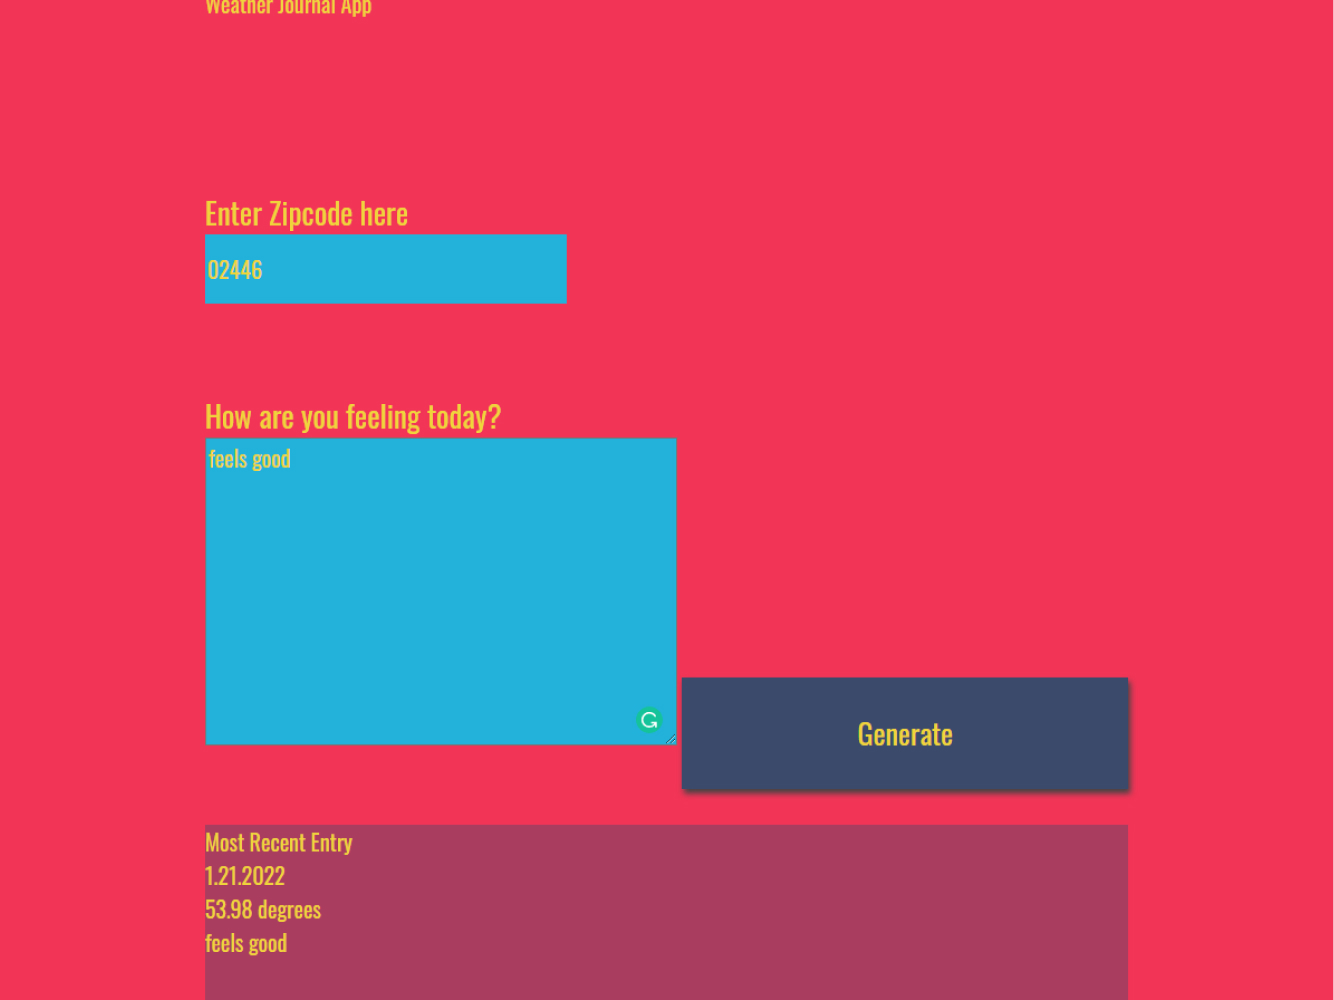 Weather Journal App
Enter Zipcode here
02446
How are you feeling today?
feels good
Generate
Most Recent Entry
1.21.2022
53.98 degrees
feels good